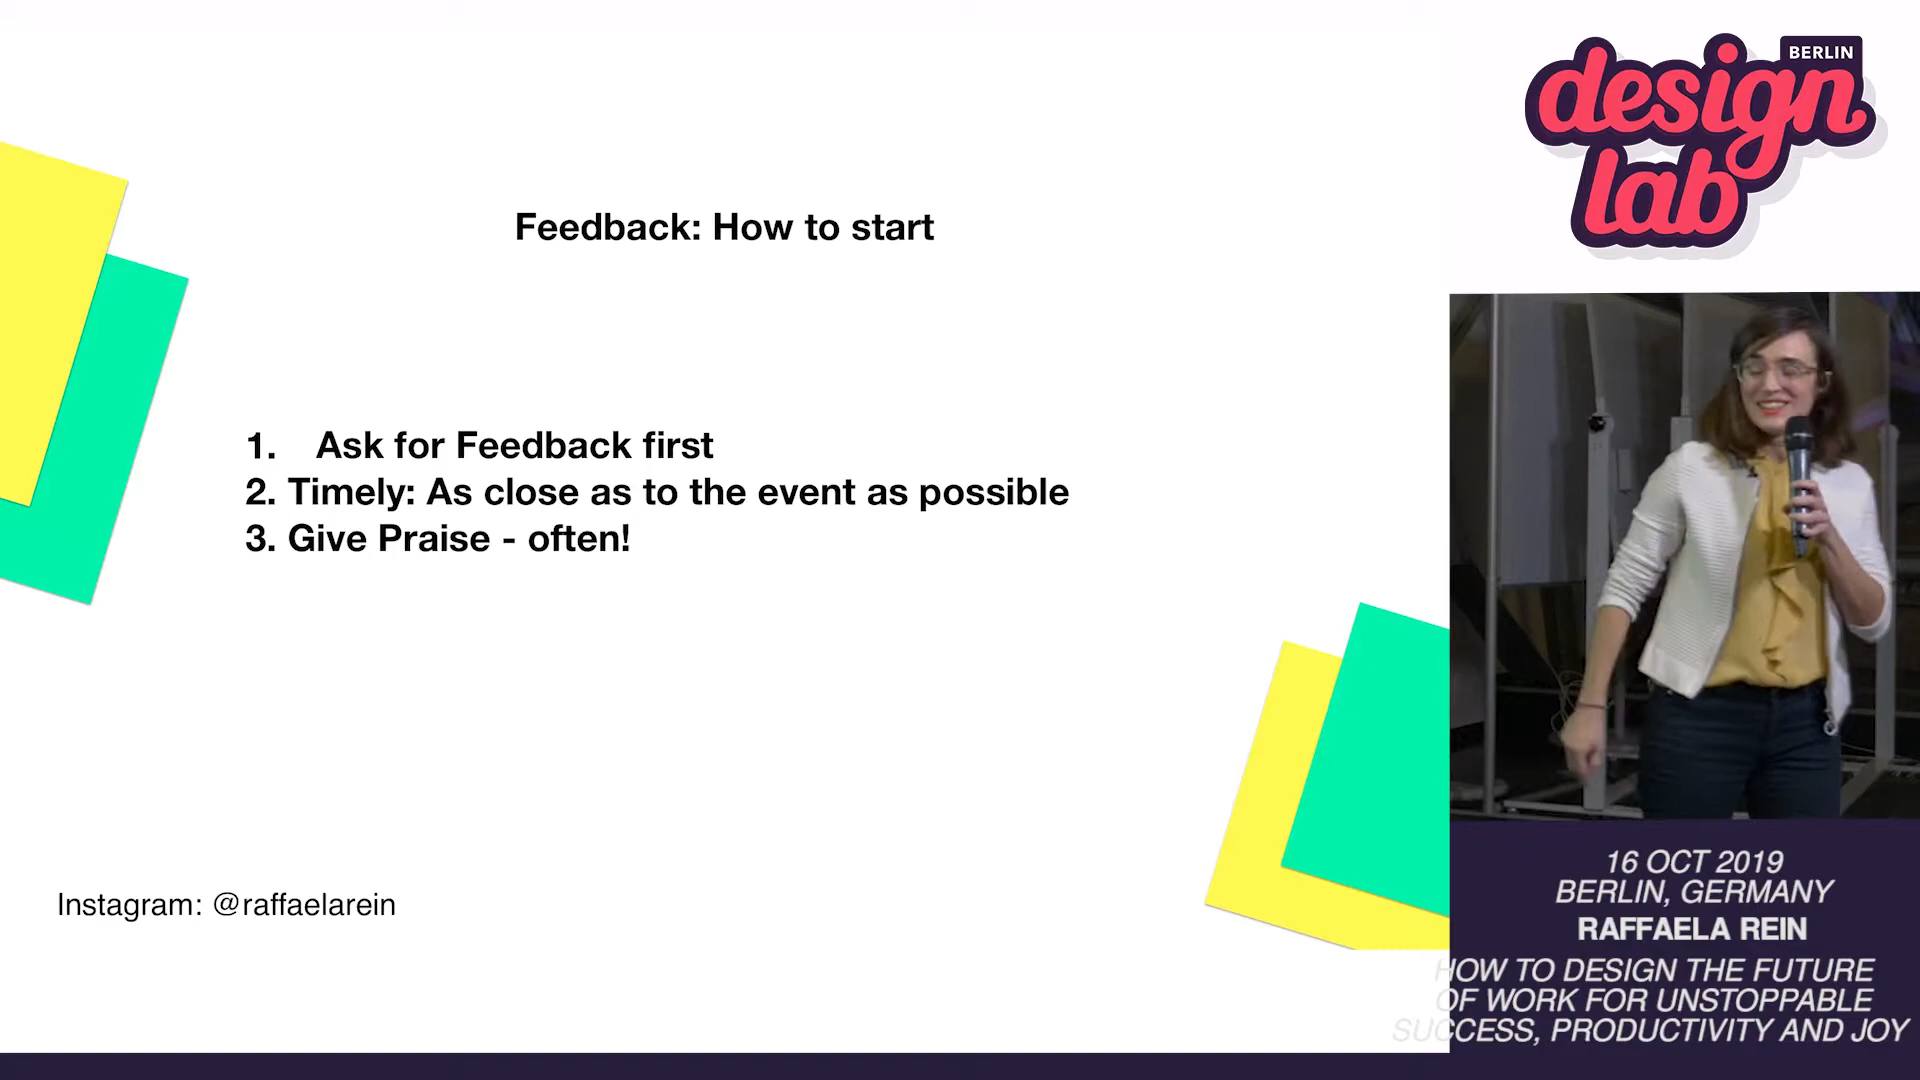 Feedback: How to start
1. Ask for Feedback first
2. Timely: As close as to the event as possible
3. Give Praise - often!
Instagram: @raffaelarein
BERLIN
design
lab
16 OCT 2019
BERLIN, GERMANY
RAFFAELA REIN
HOW TO DESIGN THE FUTURE
OF WORK FOR UNSTOPPABLE
SUCCESS, PRODUCTIVITY AND JOY